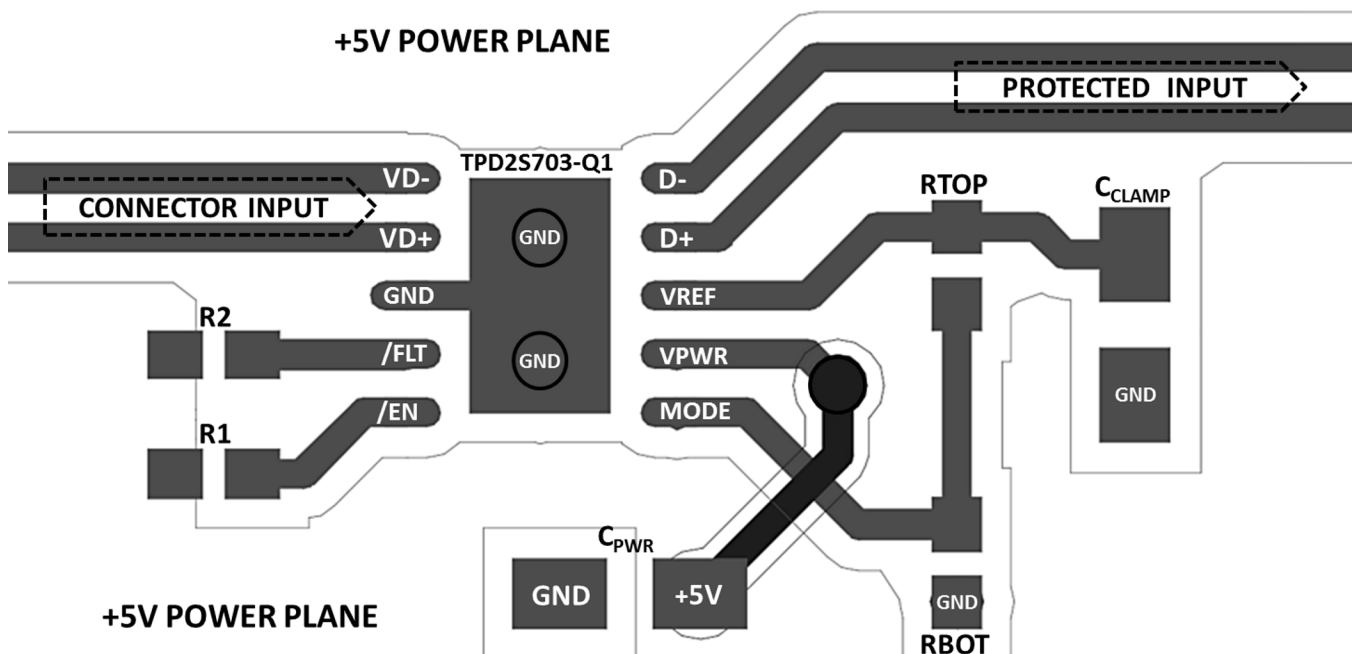 +5V POWER PLANE
PROTECTED INPUT
TPD2S703-Q1
VD-
D-
CONNECTOR INPUT
RTOP
CCLAMP
VD+
GND
D+
GND
VREF
R2
/FLT
GND
VPWR
GND
/EN
MODE
R1
CPWR
GND
+5V
GND
+5V POWER PLANE
RBOT